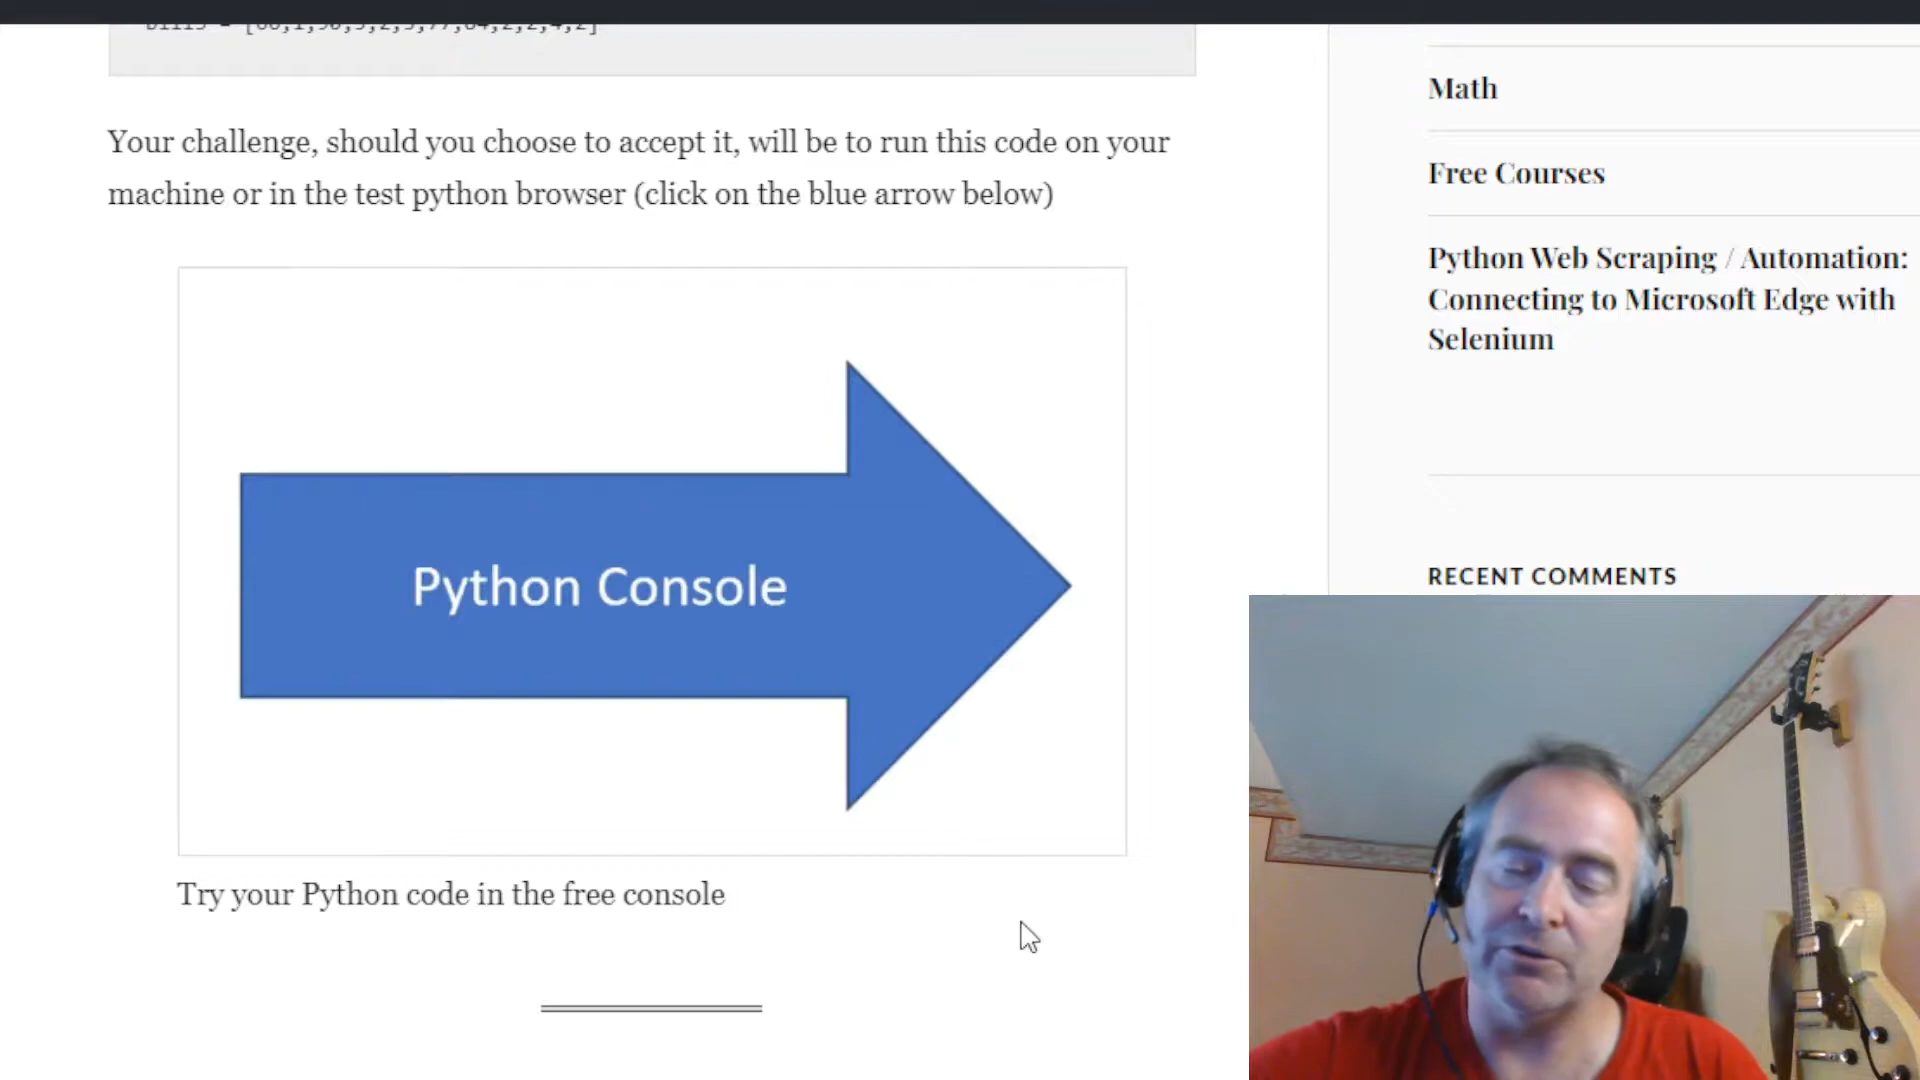 Your challenge, should you choose to accept it, will be to run this code on your
machine or in the test python browser (click on the blue arrow below)
Python Console
Try your Python code in the free console
Math
Free Courses
Python Web Scraping / Automation:
Connecting to Microsoft Edge with
Selenium
RECENT COMMENTS